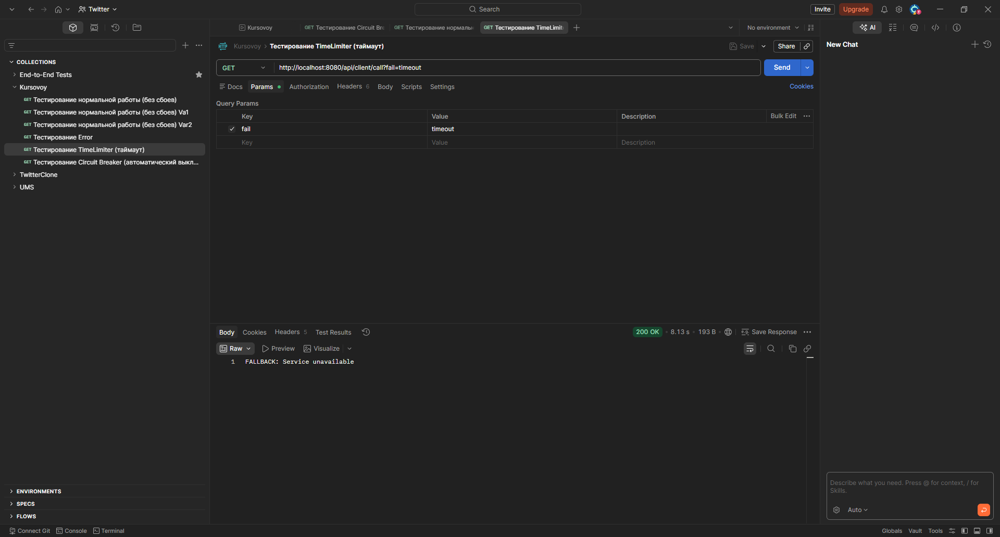 Twitter
Search
Invite
Upgrade
Kursovoy
GET Тестирование Circuit Bre
GET Тестирование нормальн
GET Тестирование TimeLimit
No environment
AI
Kursovoy > Тестирование TimeLimiter (таймаут)
Save
Share
New Chat
COLLECTIONS
End-to-End Tests
Kursovoy
GET Тестирование нормальной работы (без сбоев)
GET Тестирование нормальной работы (без сбоев) Va1
GET Тестирование нормальной работы (без сбоев) Var2
GET Тестирование Error
GET Тестирование TimeLimiter (таймаут)
GET Тестирование Circuit Breaker (автоматический выкл...
TwitterClone
UMS
GET
http://localhost:8080/api/client/call?fail=timeout
Send
Docs Params Authorization Headers 6 Body Scripts Settings
Cookies
Query Params
Key Value Description Bulk Edit
fail timeout
Key Value Description
Body Cookies Headers 5 Test Results
200 OK 8.13 s 193 B
e.g. Save Response
Raw Preview Visualize
1 FALLBACK: Service unavailable
ENVIRONMENTS
SPECS
FLOWS
Describe what you need. Press @ for context, / for
Skills.
Auto
Connect Git Console Terminal
Globals Vault Tools